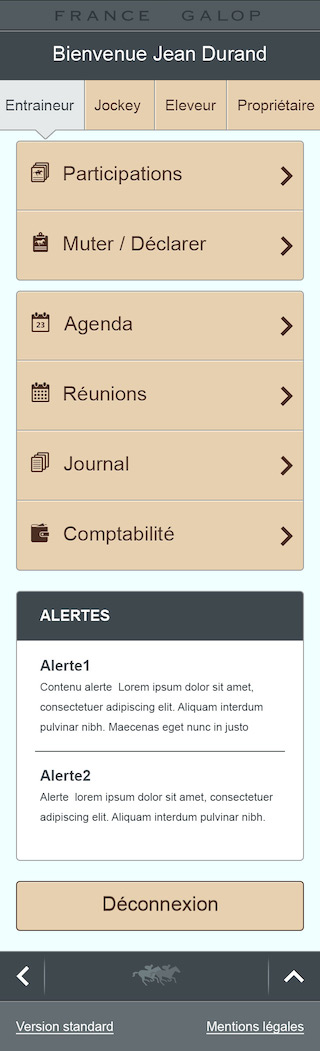 FRANCE GALOP
Bienvenue Jean Durand
Entraineur Jockey Eleveur Propriétaire
Participations
Muter / Déclarer
23 Agenda
Réunions
Journal
Comptabilité
ALERTES
Alerte1
Contenu alerte Lorem ipsum dolor sit amet,
consectetuer adipiscing elit. Aliquam interdum
pulvinar nibh. Maecenas eget nunc in justo
Alerte2
Alerte lorem ipsum dolor sit amet, consectetuer
adipiscing elit. Aliquam interdum pulvinar nibh.
Déconnexion
Version standard Mentions légales